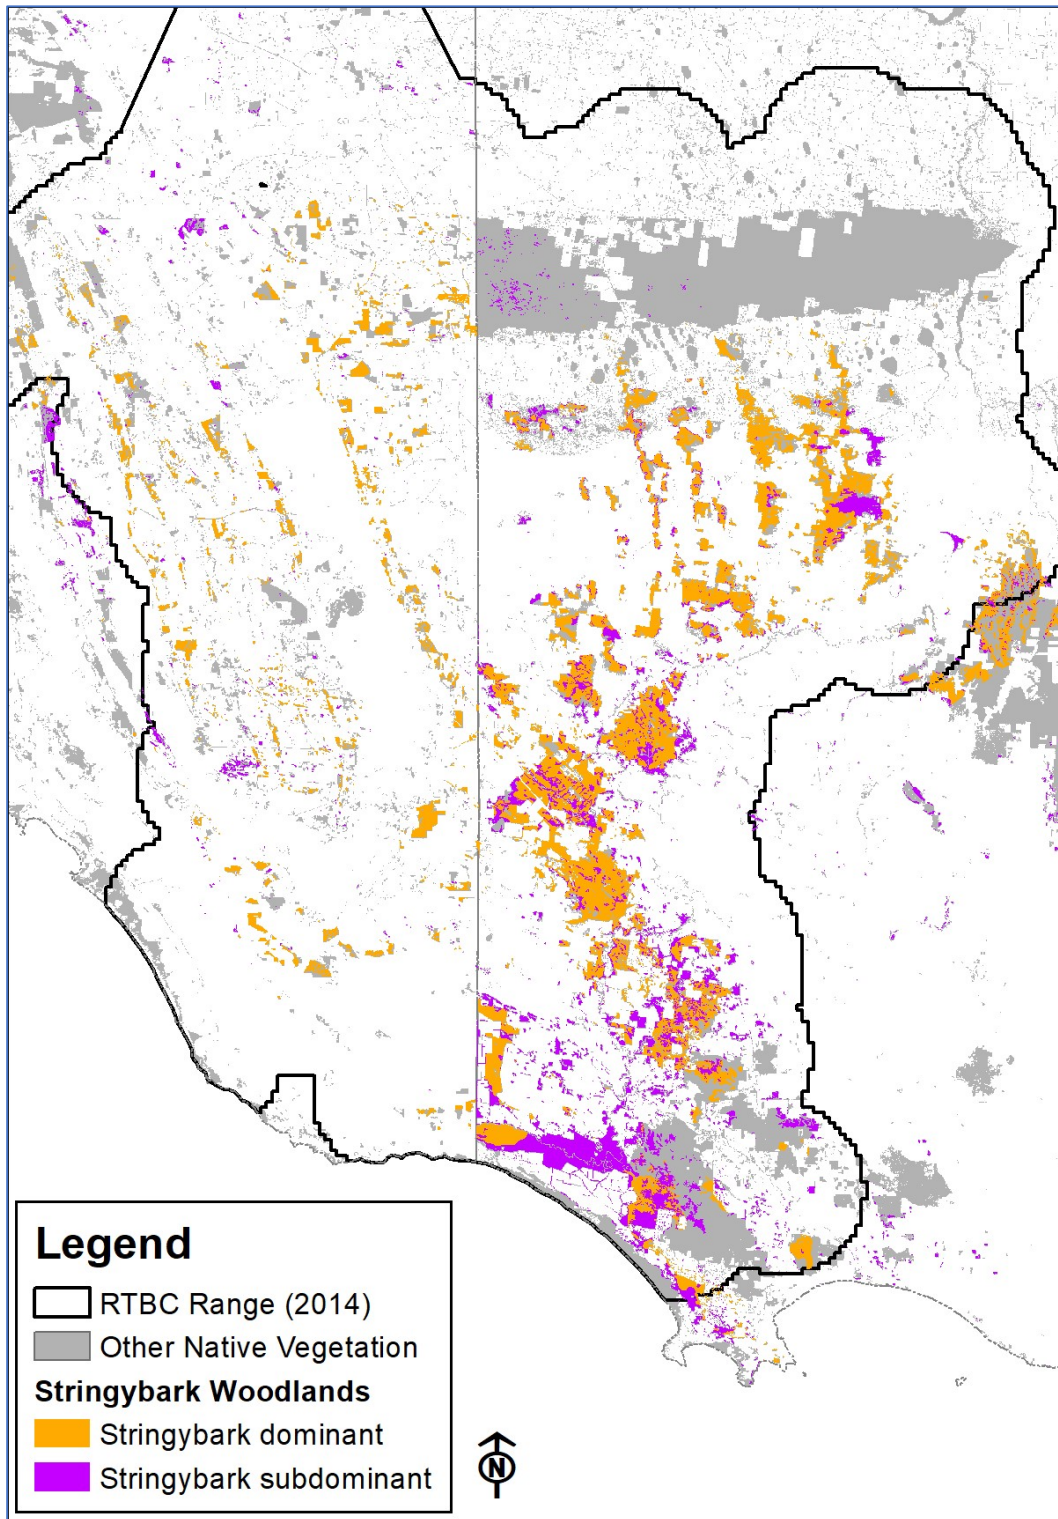 Legend
RTBC Range (2014)
Other Native Vegetation
Stringybark Woodlands
Stringybark dominant
Stringybark subdominant
N